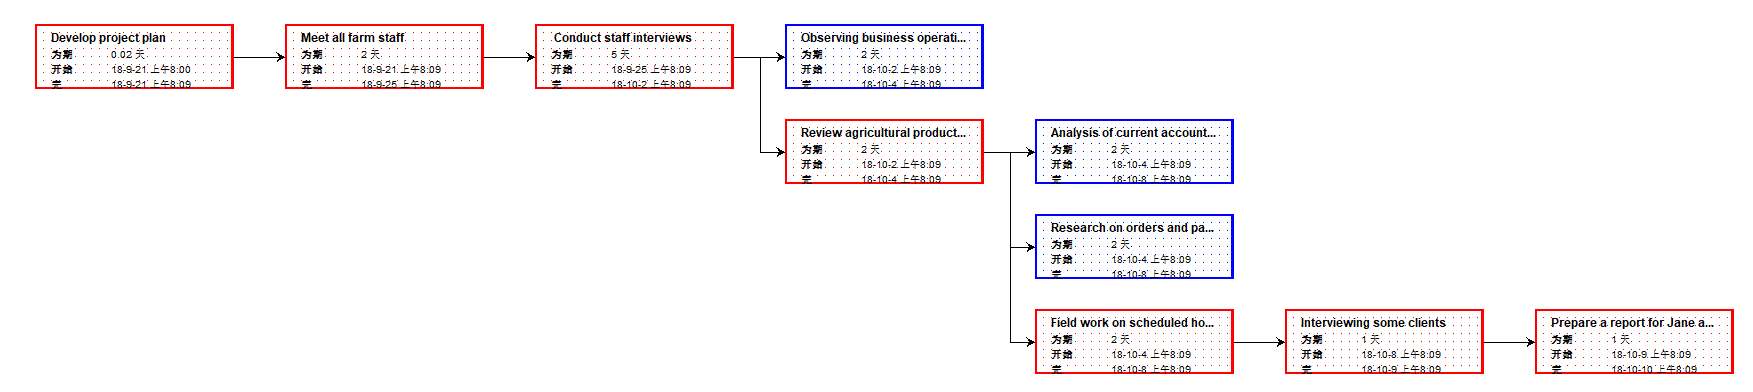 Develop project plan
为期 0.02 天
开始 18-9-21 上午8:00
完 18-9-21 上午8:09
Meet all farm staff
为期 2 天
开始 18-9-21 上午8:09
完 18-9-25 上午8:09
Conduct staff interviews
为期 5 天
开始 18-9-25 上午8:09
完 18-10-2 上午8:09
Observing business operati...
为期 2 天
开始 18-10-2 上午8:09
完 18-10-4 上午8:09
Review agricultural product...
为期 2 天
开始 18-10-2 上午8:09
完 18-10-4 上午8:09
Analysis of current account...
为期 2 天
开始 18-10-4 上午8:09
完 18-10-8 上午8:09
Research on orders and pa...
为期 2 天
开始 18-10-4 上午8:09
完 18-10-8 上午8:09
Field work on scheduled ho...
为期 2 天
开始 18-10-4 上午8:09
完 18-10-8 上午8:09
Interviewing some clients
为期 1 天
开始 18-10-8 上午8:09
完 18-10-9 上午8:09
Prepare a report for Jane a...
为期 1 天
开始 18-10-9 上午8:09
完 18-10-10 上午8:09